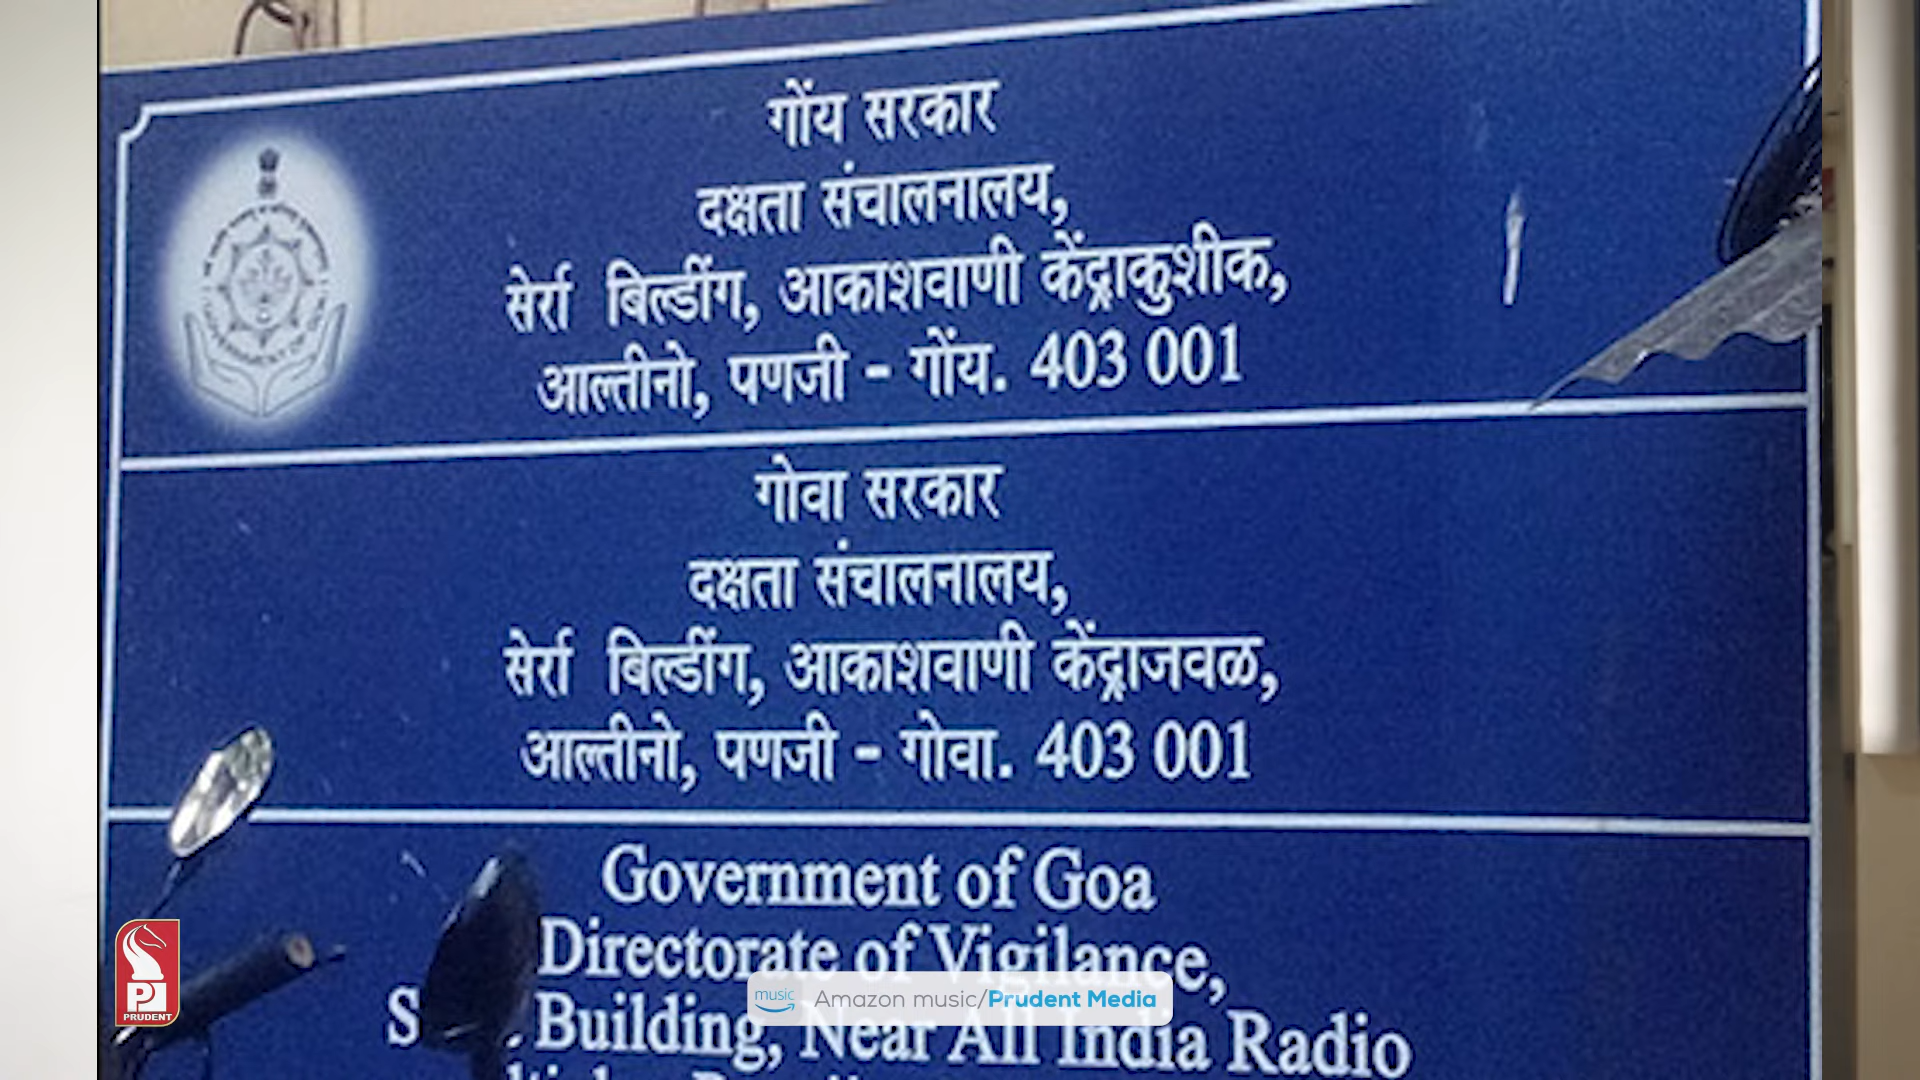 गोंय सरकार
दक्षता संचालनालय,
सेर्रा बिल्डींग, आकाशवाणी केंद्राकुशीक,
आल्तीनो, पणजी - गोंय. 403 001
गोवा सरकार
दक्षता संचालनालय,
सेर्रा बिल्डींग, आकाशवाणी केंद्राजवळ,
आल्तीनो, पणजी - गोवा. 403 001
Government of Goa
Directorate of Vigilance,
Building, Near All India Radio
music Amazon music/Prudent Media
PRUDENT